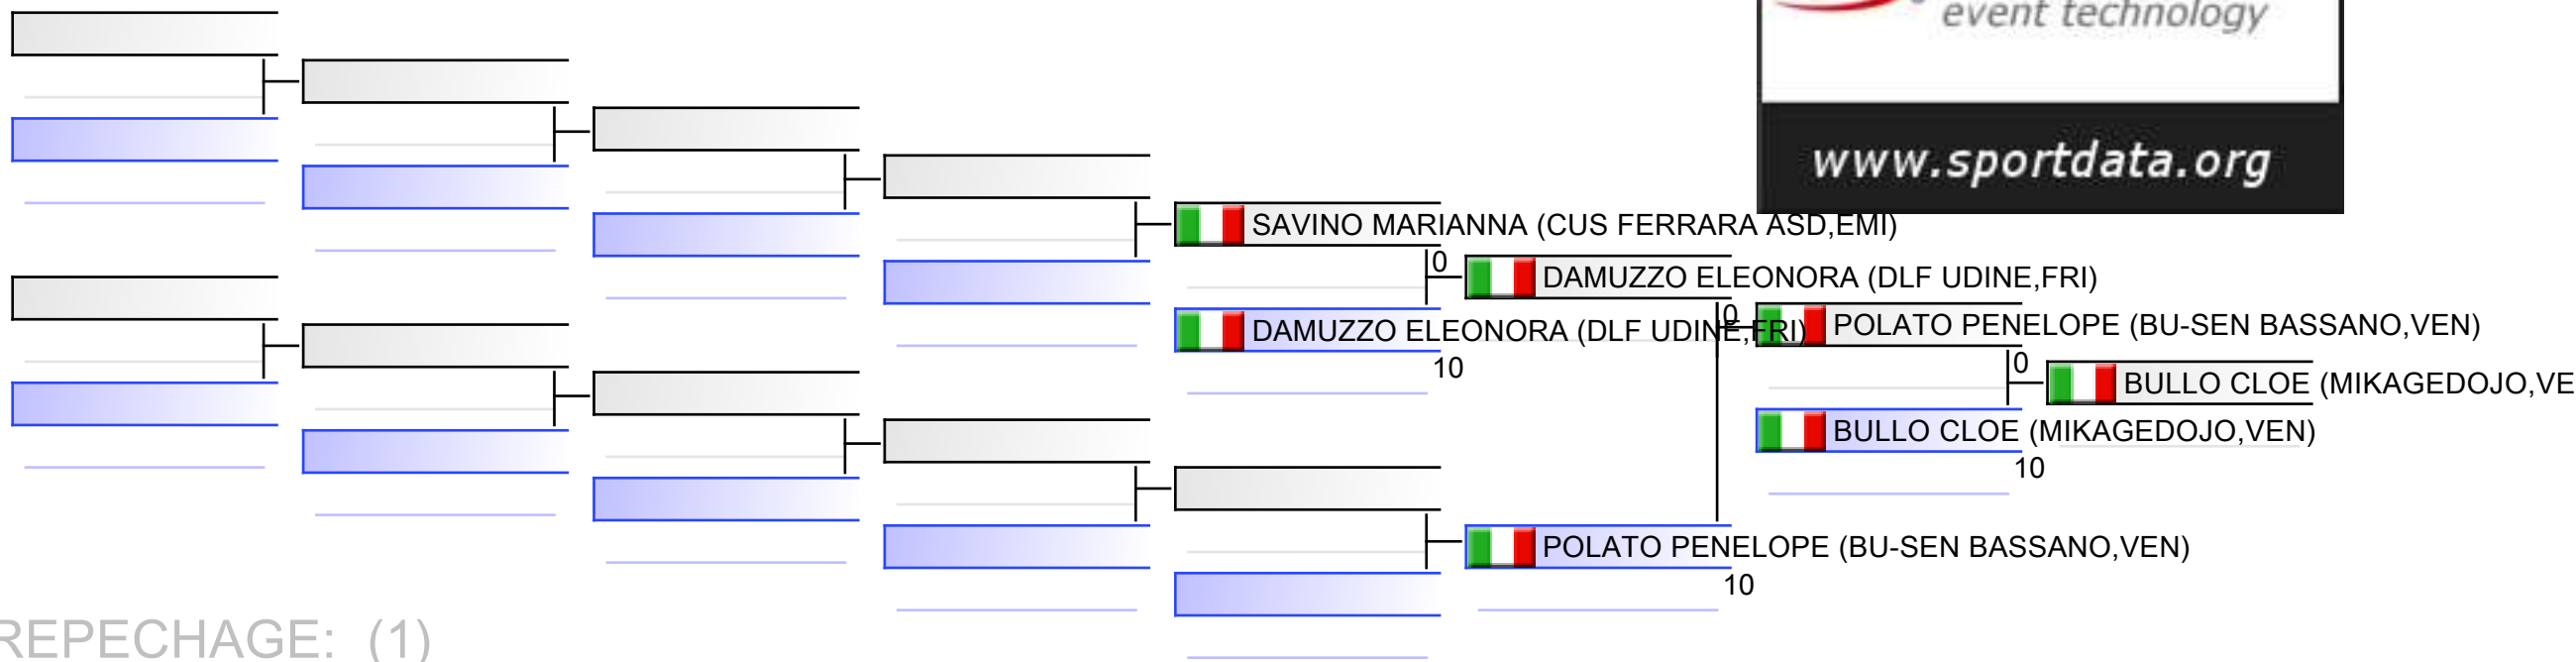 event technology
www.sportdata.org
SAVINO MARIANNA (CUS FERRARA ASD,EMI)
0
DAMUZZO ELEONORA (DLF UDINE,FRI)
DAMUZZO ELEONORA (DLF UDINE,FRI)
10
0
POLATO PENELOPE (BU-SEN BASSANO,VEN)
0
BULLO CLOE (MIKAGEDOJO,VE
BULLO CLOE (MIKAGEDOJO,VEN)
10
POLATO PENELOPE (BU-SEN BASSANO,VEN)
10
REPECHAGE: (1)